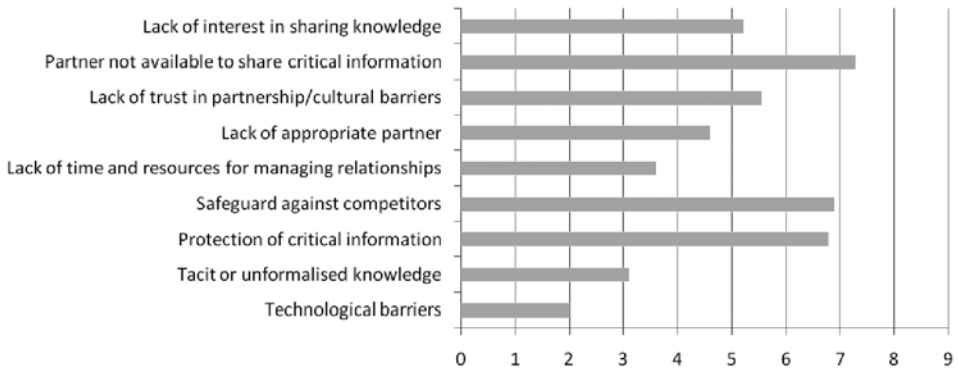 Lack of interest in sharing knowledge
Partner not available to share critical information
Lack of trust in partnership/cultural barriers
Lack of appropriate partner
Lack of time and resources for managing relationships
Safeguard against competitors
Protection of critical information
Tacit or unformalised knowledge
Technological barriers
0 1 2 3 4 5 6 7 8 9